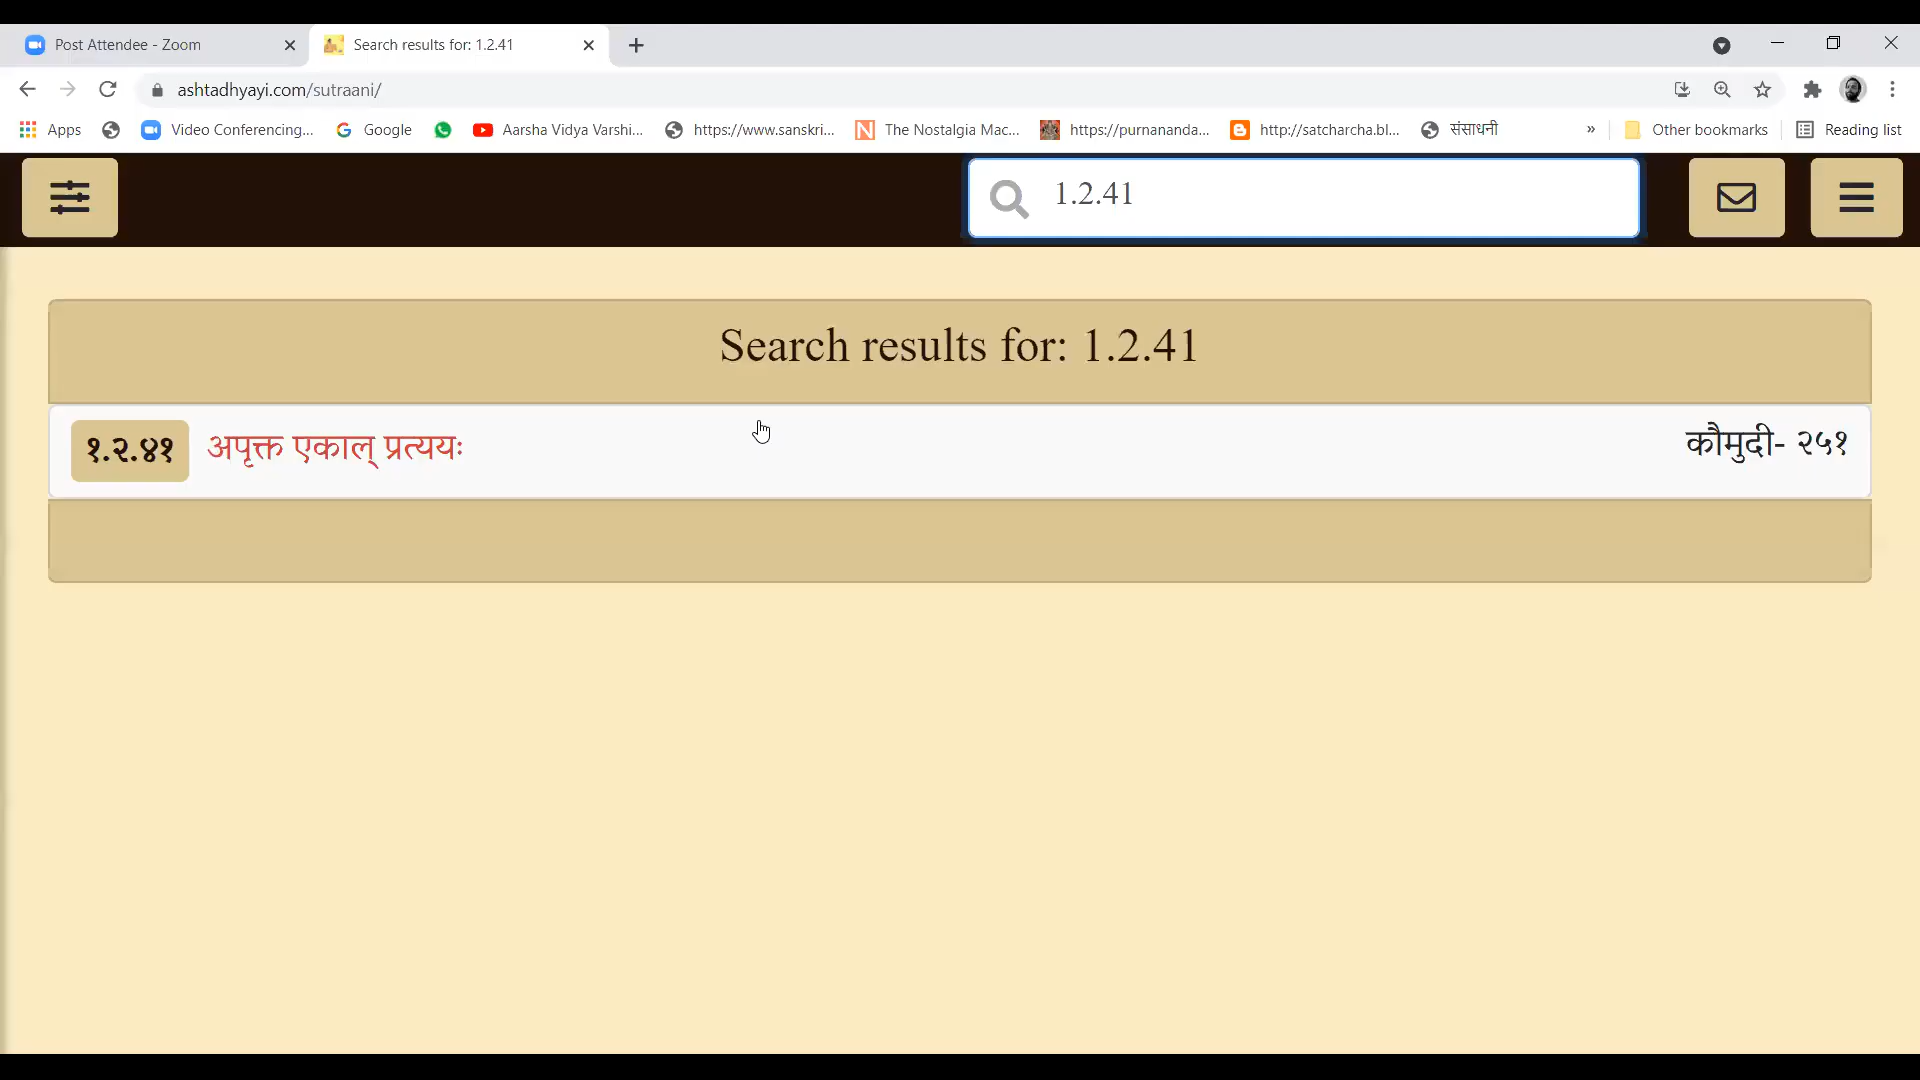 Post Attendee - Zoom
Search results for: 1.2.41
ashtadhyayi.com/sutraani/
Apps Video Conferencing... Google Aarsha Vidya Varshi... https://www.sanskri... The Nostalgia Mac... https://purnananda... http://satcharcha.bl... संसाधनी » Other bookmarks Reading list
1.2.41
Search results for: 1.2.41
१.२.४१ अपृक्त एकाल् प्रत्ययः कौमुदी- २५१